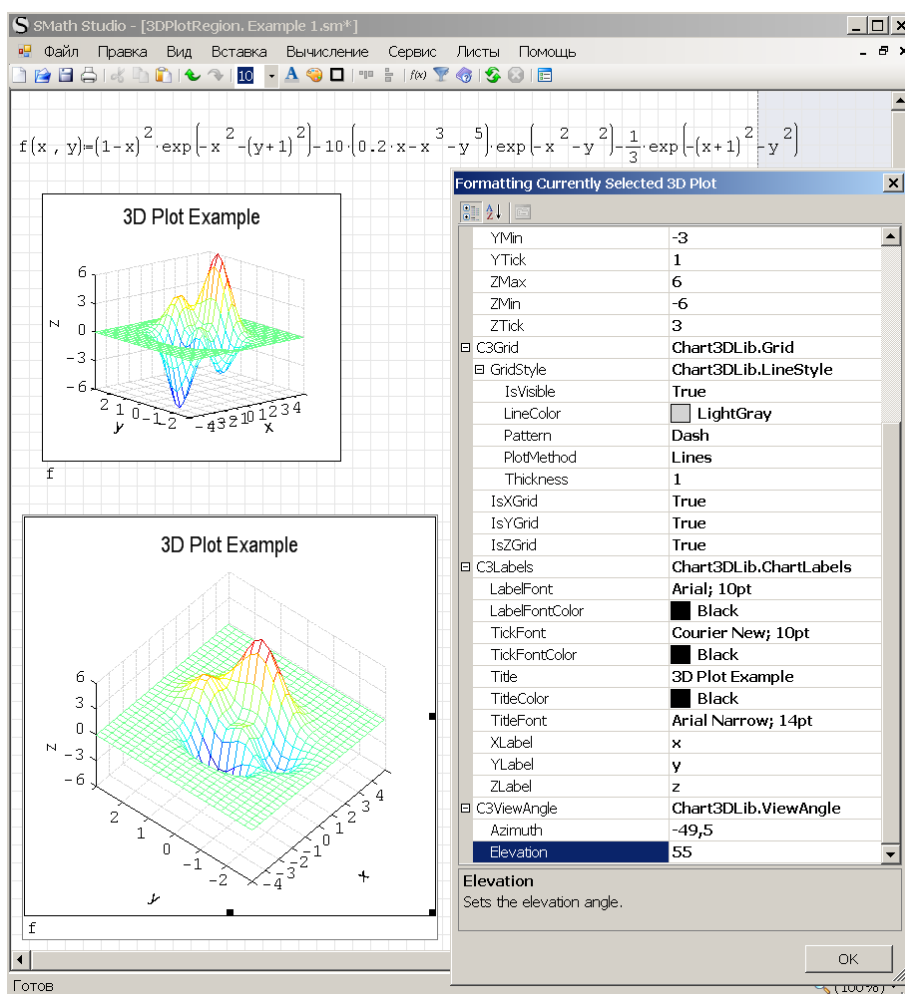 SMath Studio - [3DPlotRegion. Example 1.sm*]
Файл Правка Вид Вставка Вычисление Сервис Листы Помощь
10 A f(x)
f(x , y)≔(1-x)^2·exp(-x^2-(y+1)^2)-10·(0.2·x-x^3-y^5)·exp(-x^2-y^2)-1/3·exp(-(x+1)^2-y^2)
3D Plot Example
6
3
0
-3
-6
z
2 1 0 -1 -2
y
-4 3 2 1 0 1 2 3 4
x
f
3D Plot Example
6
3
0
-3
-6
z
2
1
0
-1
-2
y
-4 -3 -2 -1 0 1 2 3 4
x
f
Formatting Currently Selected 3D Plot
YMin -3
YTick 1
ZMax 6
ZMin -6
ZTick 3
C3Grid Chart3DLib.Grid
GridStyle Chart3DLib.LineStyle
IsVisible True
LineColor LightGray
Pattern Dash
PlotMethod Lines
Thickness 1
IsXGrid True
IsYGrid True
IsZGrid True
C3Labels Chart3DLib.ChartLabels
LabelFont Arial; 10pt
LabelFontColor Black
TickFont Courier New; 10pt
TickFontColor Black
Title 3D Plot Example
TitleColor Black
TitleFont Arial Narrow; 14pt
XLabel x
YLabel y
ZLabel z
C3ViewAngle Chart3DLib.ViewAngle
Azimuth -49,5
Elevation 55
Elevation
Sets the elevation angle.
OK
Готов
(100%)